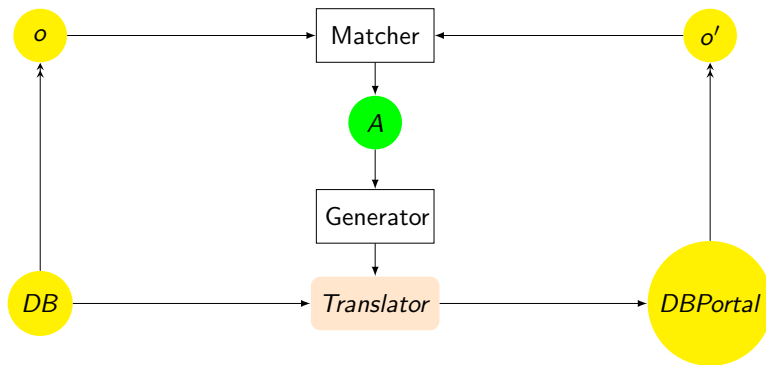 o
Matcher
o′
A
Generator
DB
Translator
DBPortal